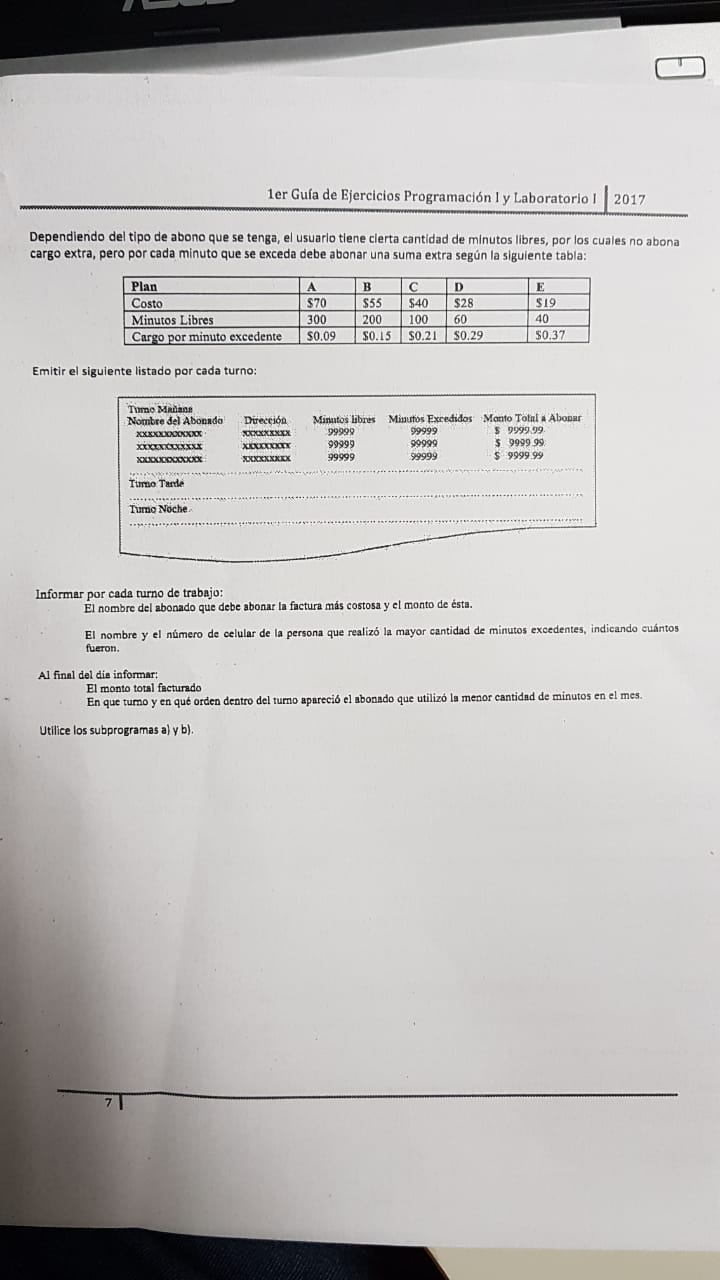 1er Guía de Ejercicios Programación I y Laboratorio I 2017
Dependiendo del tipo de abono que se tenga, el usuario tiene cierta cantidad de minutos libres, por los cuales no abona
cargo extra, pero por cada minuto que se exceda debe abonar una suma extra según la siguiente tabla:
Plan A B C D E
Costo $70 $55 $40 $28 $19
Minutos Libres 300 200 100 60 40
Cargo por minuto excedente $0.09 $0.15 $0.21 $0.29 $0.37
Emitir el siguiente listado por cada turno:
Turno Mañana
Nombre del Abonado Dirección Minutos libres Minutos Excedidos Monto Total a Abonar
xxxxxxxxxxxx xxxxxxxxx 99999 99999 $ 9999.99
xxxxxxxxxxxx xxxxxxxxx 99999 99999 $ 9999.99
xxxxxxxxxxxx xxxxxxxxx 99999 99999 $ 9999.99
Turno Tarde
Turno Noche
Informar por cada turno de trabajo:
El nombre del abonado que debe abonar la factura más costosa y el monto de ésta.
El nombre y el número de celular de la persona que realizó la mayor cantidad de minutos excedentes, indicando cuántos
fueron.
Al final del día informar:
El monto total facturado
En que turno y en qué orden dentro del turno apareció el abonado que utilizó la menor cantidad de minutos en el mes.
Utilice los subprogramas a) y b).
7